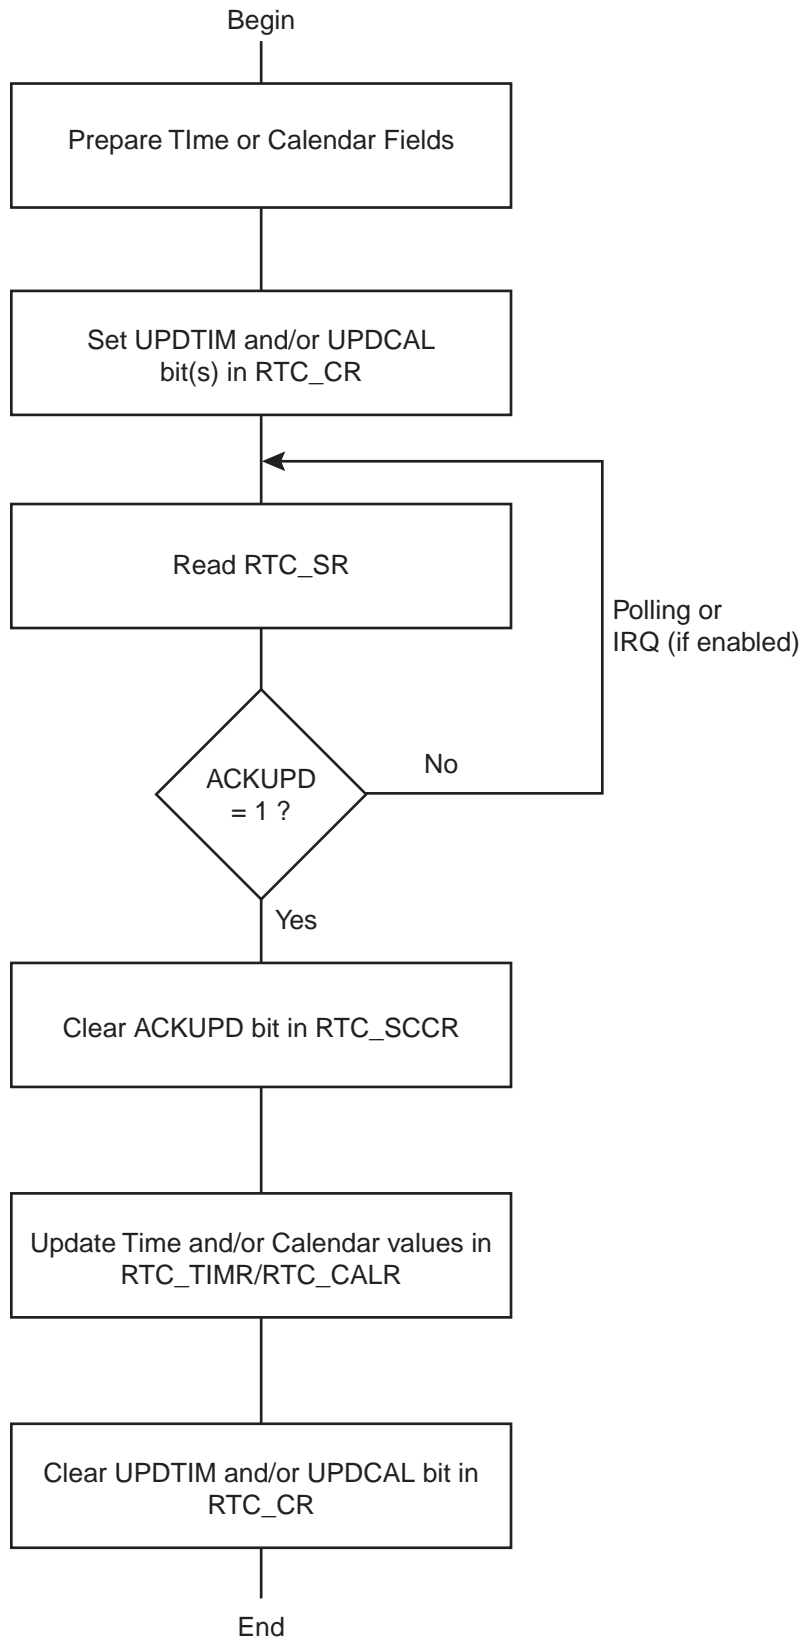 Begin
Prepare TIme or Calendar Fields
Set UPDTIM and/or UPDCAL
bit(s) in RTC_CR
Read RTC_SR
Polling or
IRQ (if enabled)
ACKUPD
= 1 ?
No
Yes
Clear ACKUPD bit in RTC_SCCR
Update Time and/or Calendar values in
RTC_TIMR/RTC_CALR
Clear UPDTIM and/or UPDCAL bit in
RTC_CR
End